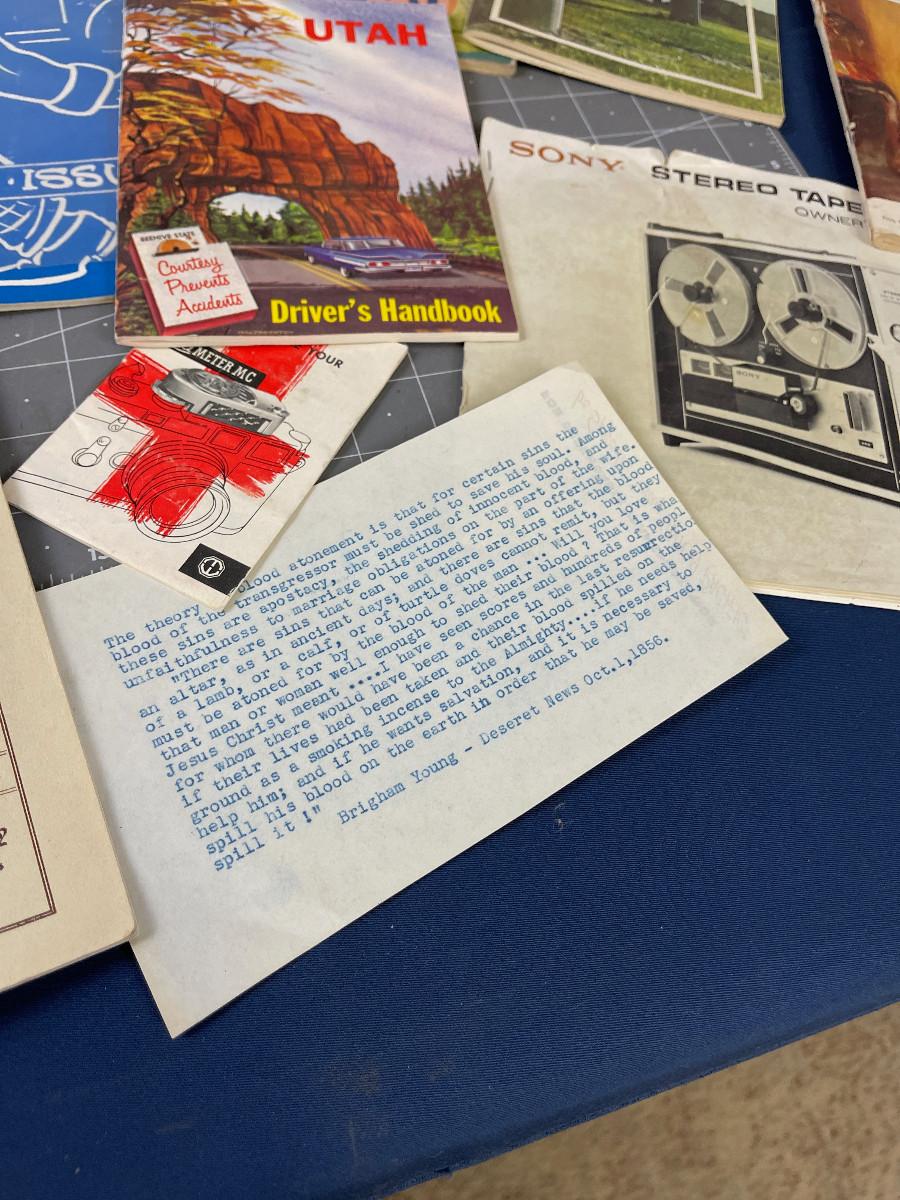 · ISSU
UTAH
BEEHIVE STATE
Courtesy
Prevents
Accidents
Driver's Handbook
SONY
STEREO TAPE
OWNER
SONY
YOUR
METER MC
The theory blood atonement is that for certain sins the
blood of the transgressor must be shed to save his soul. Among
these sins are apostacy, the shedding of innocent blood, and
unfaithfulness to marriage obligations on the part of the wife.
"There are sins that can be atoned for by an offering upon
an altar, as in ancient days; and there are sins that the blood
of a lamb, or a calf, or of turtle doves cannot remit, but they
must be atoned for by the blood of the man ... Will you love
that man or woman well enough to shed their blood? That is wha
Jesus Christ meant ....I have seen scores and hundreds of peopl
for whom there would have been a chance in the last resurrectio
if their lives had been taken and their blood spilled on the
ground as a smoking incense to the Almighty....if he needs help
help him; and if he wants salvation, and it is necessary to
spill his blood on the earth in order that he may be saved,
spill it !" Brigham Young - Deseret News Oct.1,1856.